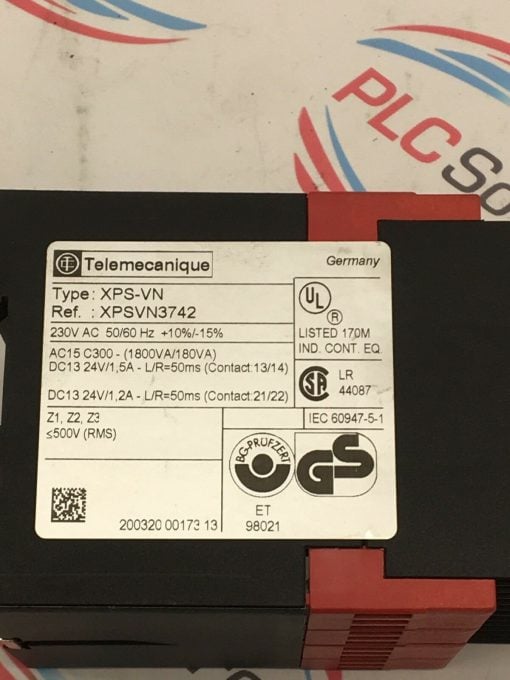 PLCSo
Telemecanique
Germany
Type: XPS-VN
Ref. : XPSVN3742
230V AC 50/60 Hz +10%/-15%
AC15 C300 - (1800VA/180VA)
DC13 24V/1,5A - L/R=50ms (Contact:13/14)
DC13 24V/1,2A - L/R=50ms (Contact:21/22)
UL
®
LISTED 170M
IND. CONT. EQ.
SA
LR
44087
Z1, Z2, Z3
≤500V (RMS)
IEC 60947-5-1
BG-PRÜFZERT
GS
ET
98021
200320 00173 13